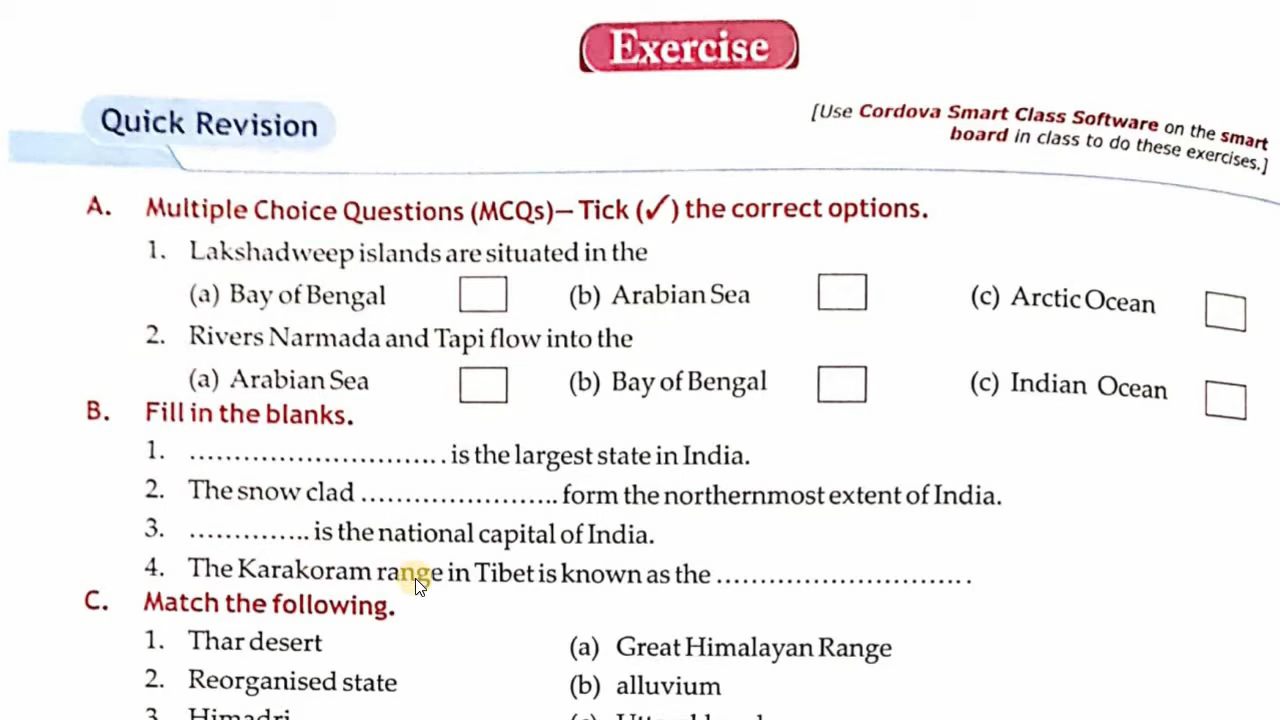 Exercise
Quick Revision
[Use Cordova Smart Class Software on the smart
board in class to do these exercises.]
A. Multiple Choice Questions (MCQs)– Tick (✓) the correct options.
1. Lakshadweep islands are situated in the
(a) Bay of Bengal (b) Arabian Sea (c) Arctic Ocean
2. Rivers Narmada and Tapi flow into the
(a) Arabian Sea (b) Bay of Bengal (c) Indian Ocean
B. Fill in the blanks.
1. ............................ is the largest state in India.
2. The snow clad ...................... form the northernmost extent of India.
3. .............. is the national capital of India.
4. The Karakoram range in Tibet is known as the ............................
C. Match the following.
1. Thar desert (a) Great Himalayan Range
2. Reorganised state (b) alluvium
3. Himadri